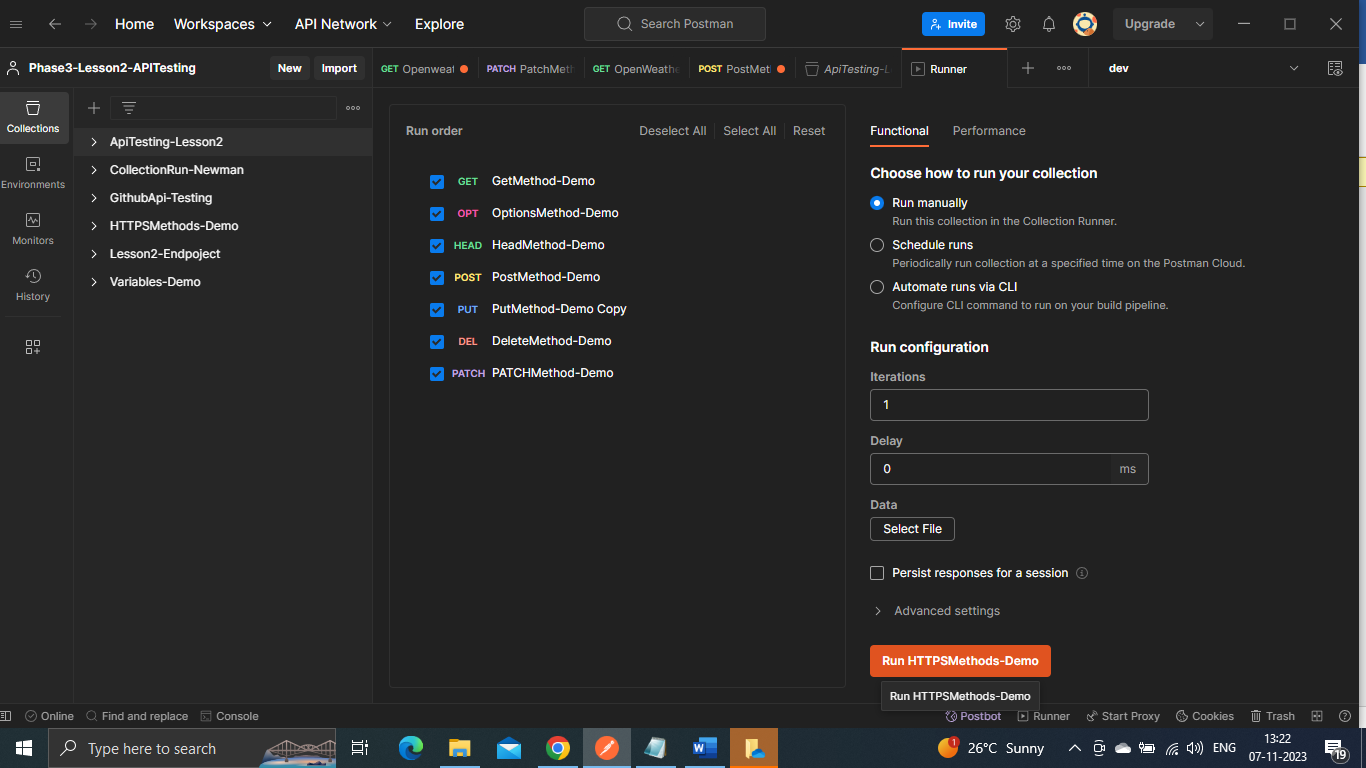 Home Workspaces API Network Explore Search Postman Invite Upgrade
Phase3-Lesson2-APITesting New Import GET Openweat PATCH PatchMeth GET OpenWeathe POST PostMet ApiTesting-L Runner dev
Collections
Environments
Monitors
History
ApiTesting-Lesson2
CollectionRun-Newman
GithubApi-Testing
HTTPSMethods-Demo
Lesson2-Endpoject
Variables-Demo
Run order Deselect All Select All Reset
GET GetMethod-Demo
OPT OptionsMethod-Demo
HEAD HeadMethod-Demo
POST PostMethod-Demo
PUT PutMethod-Demo Copy
DEL DeleteMethod-Demo
PATCH PATCHMethod-Demo
Functional Performance
Choose how to run your collection
Run manually
Run this collection in the Collection Runner.
Schedule runs
Periodically run collection at a specified time on the Postman Cloud.
Automate runs via CLI
Configure CLI command to run on your build pipeline.
Run configuration
Iterations
1
Delay
0 ms
Data
Select File
Persist responses for a session
Advanced settings
Run HTTPSMethods-Demo
Run HTTPSMethods-Demo
Online Find and replace Console Postbot Runner Start Proxy Cookies Trash
Type here to search 1 26°C Sunny ENG 13:22
07-11-2023 19